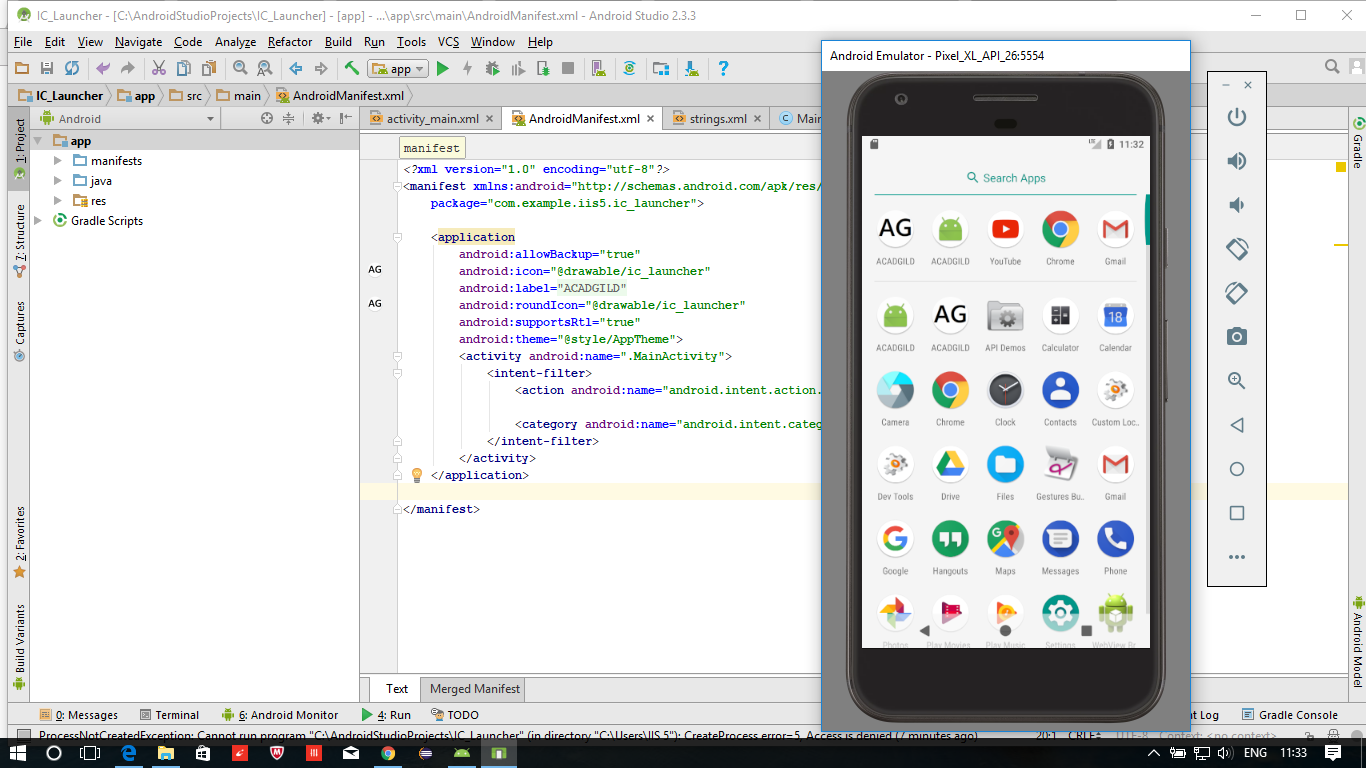 IC_Launcher - [C:\AndroidStudioProjects\IC_Launcher] - [app] - ...\app\src\main\AndroidManifest.xml - Android Studio 2.3.3
File Edit View Navigate Code Analyze Refactor Build Run Tools VCS Window Help
app
IC_Launcher app src main AndroidManifest.xml
Android
activity_main.xml AndroidManifest.xml strings.xml Main
1: Project
7: Structure
Captures
2: Favorites
Build Variants
app
manifests
java
res
Gradle Scripts
manifest
<?xml version="1.0" encoding="utf-8"?>
<manifest xmlns:android="http://schemas.android.com/apk/res/
package="com.example.iis5.ic_launcher">
<application
android:allowBackup="true"
AG android:icon="@drawable/ic_launcher"
android:label="ACADGILD"
AG android:roundIcon="@drawable/ic_launcher"
android:supportsRtl="true"
android:theme="@style/AppTheme">
<activity android:name=".MainActivity">
<intent-filter>
<action android:name="android.intent.action.
<category android:name="android.intent.categ
</intent-filter>
</activity>
</application>
</manifest>
Text Merged Manifest
Android Emulator - Pixel_XL_API_26:5554
11:32
Search Apps
AG
ACADGILD ACADGILD YouTube Chrome Gmail
AG 18
ACADGILD ACADGILD API Demos Calculator Calendar
Camera Chrome Clock Contacts Custom Loc..
Dev Tools Drive Files Gestures Bu.. Gmail
Google Hangouts Maps Messages Phone
Photos Play Movies Play Music Settings WebView Br
Gradle
Android Model
0: Messages Terminal 6: Android Monitor 4: Run TODO
nt Log Gradle Console
ProcessNotCreatedException: Cannot run program "C:\AndroidStudioProjects\IC_Launcher" (in directory "C:\Users\IIS 5"): CreateProcess error=5, Access is denied (7 minutes ago)
20:1 CRLF UTF-8 Context: <no context>
ENG 11:33